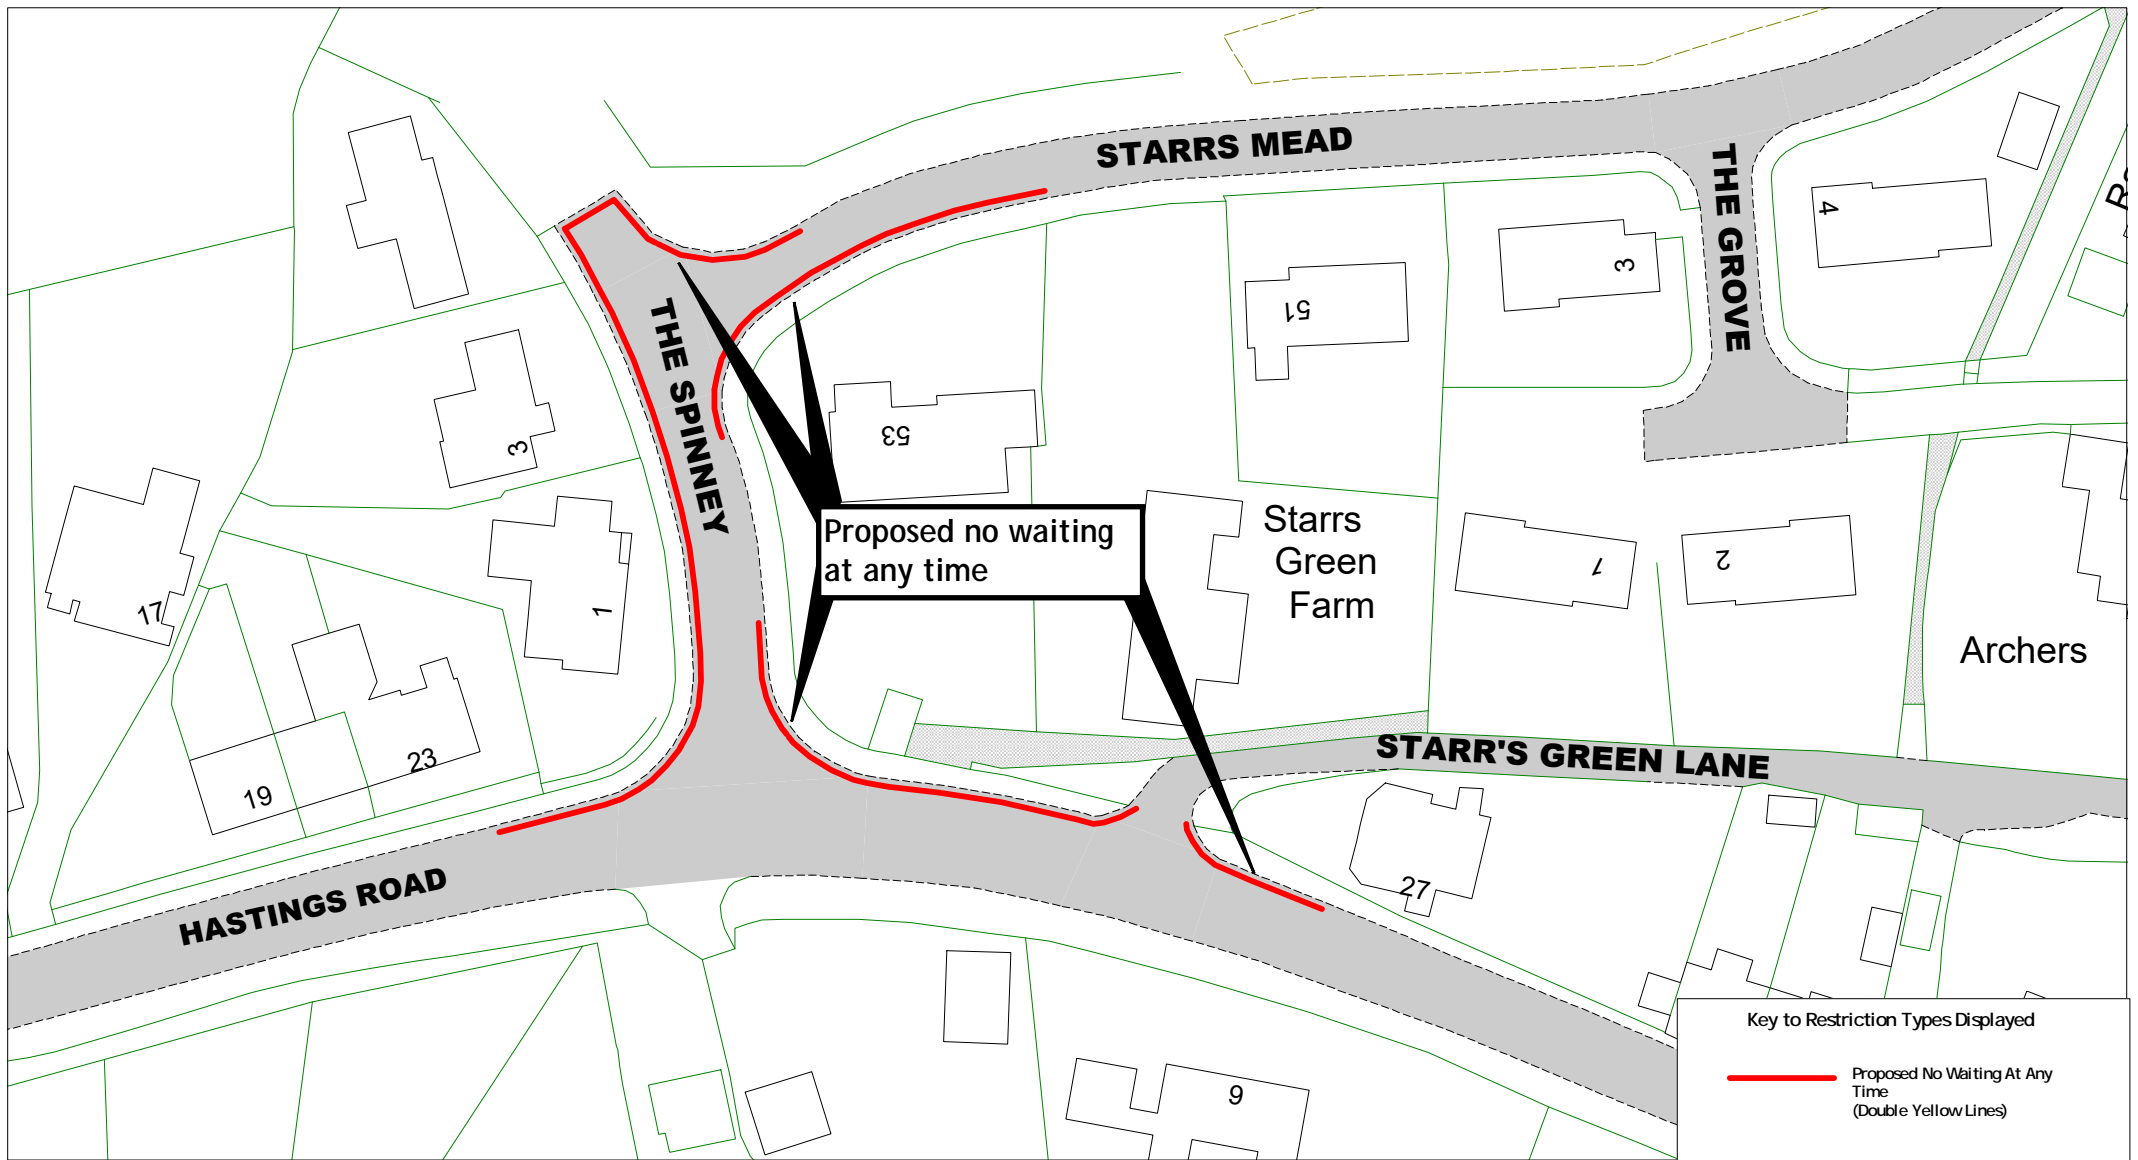 STARRS MEAD
THE GROVE
4
3
51
THE SPINNEY
53
3
Proposed no waiting
at any time
Starrs
Green
Farm
1
2
17
1
Archers
23
19
STARR'S GREEN LANE
27
HASTINGS ROAD
9
Key to Restriction Types Displayed
Proposed No Waiting At Any
Time
(Double Yellow Lines)